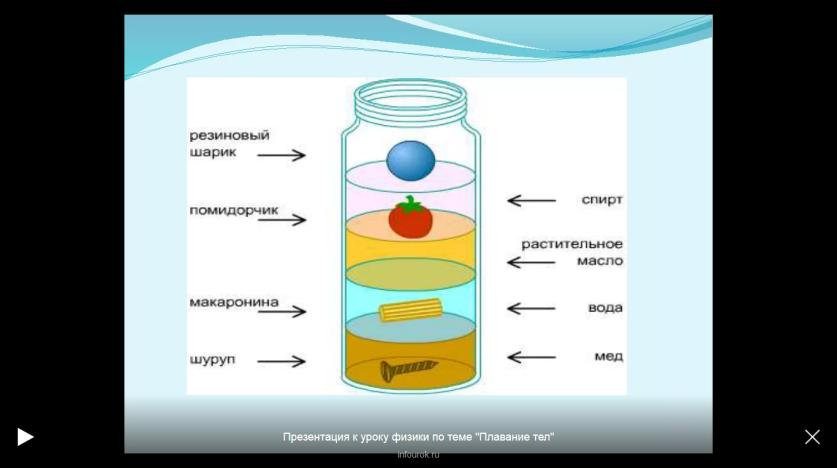 резиновый
шарик
помидорчик
макаронина
шуруп
спирт
растительное
масло
вода
мед
Презентация к уроку физики по теме "Плавание тел"
infourok.ru